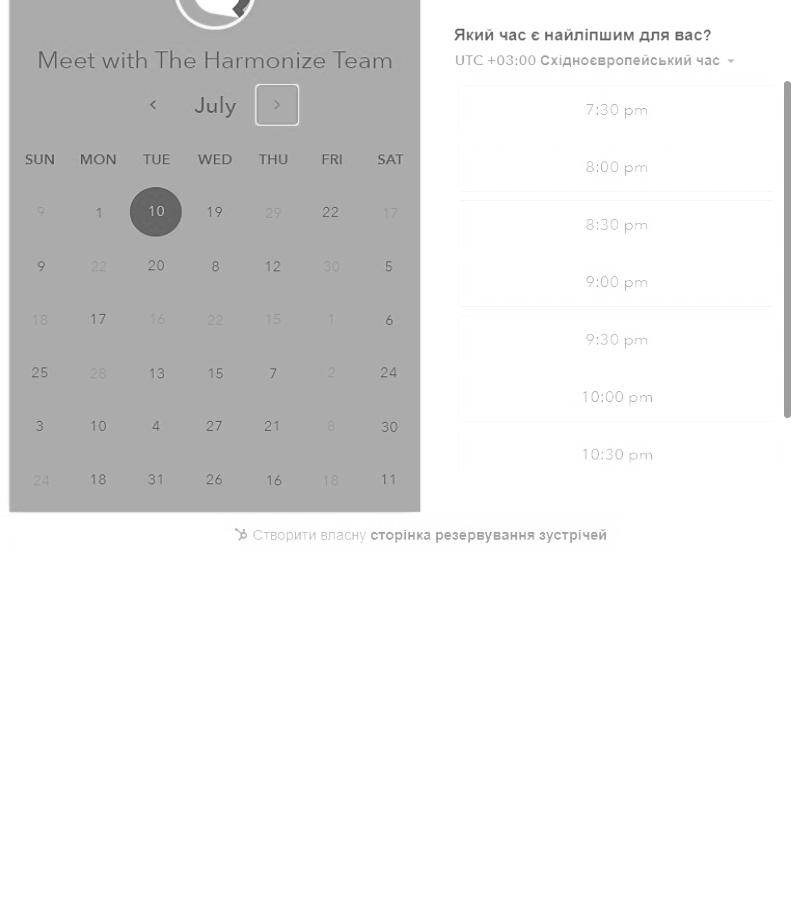 Meet with The Harmonize Team
July
SUN MON TUE WED THU FRI SAT
9 1 10 19 29 22 17
9 22 20 8 12 30 5
18 17 16 22 15 1 6
25 28 13 15 7 2 24
3 10 4 27 21 8 30
24 18 31 26 16 18 11
Який час є найліпшим для вас?
UTC +03:00 Східноєвропейський час
7:30 pm
8:00 pm
8:30 pm
9:00 pm
9:30 pm
10:00 pm
10:30 pm
Створити власну сторінка резервування зустрічей